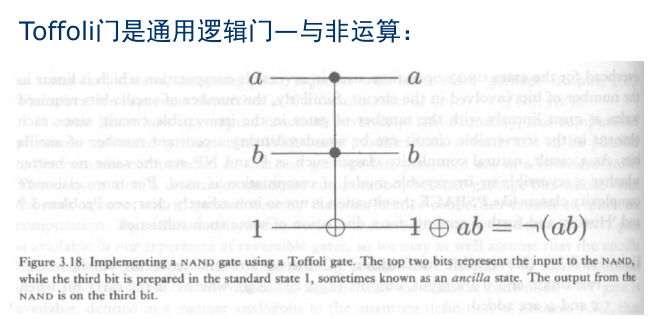 Toffoli门是通用逻辑门—与非运算：
a a
b b
1 1 ⊕ ab = ¬(ab)
Figure 3.18. Implementing a NAND gate using a Toffoli gate. The top two bits represent the input to the NAND,
while the third bit is prepared in the standard state 1, sometimes known as an ancilla state. The output from the
NAND is on the third bit.